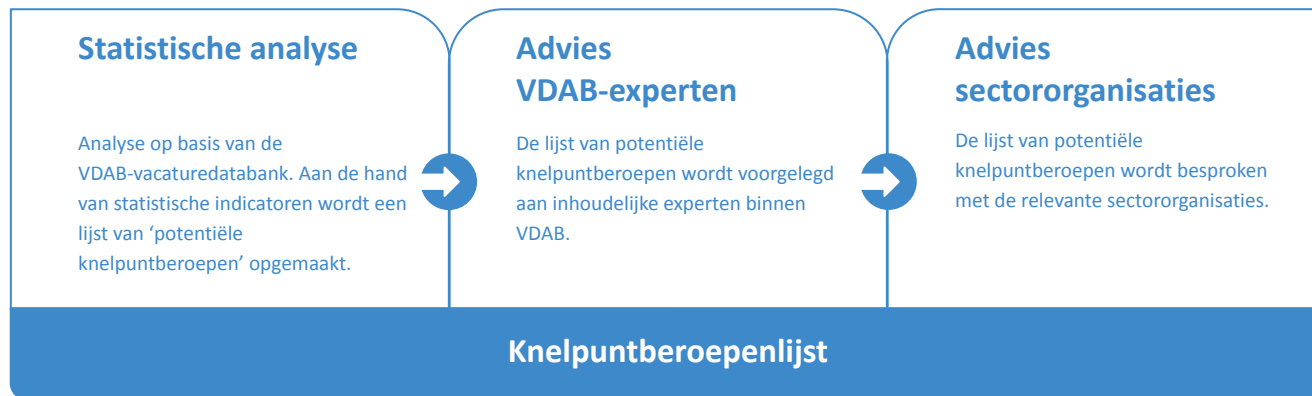 Statistische analyse
Analyse op basis van de
VDAB-vacaturedatabank. Aan de hand
van statistische indicatoren wordt een
lijst van ‘potentiële
knelpuntberoepen’ opgemaakt.
Advies
VDAB-experten
De lijst van potentiële
knelpuntberoepen wordt voorgelegd
aan inhoudelijke experten binnen
VDAB.
Advies
sectororganisaties
De lijst van potentiële
knelpuntberoepen wordt besproken
met de relevante sectororganisaties.
Knelpuntberoepenlijst